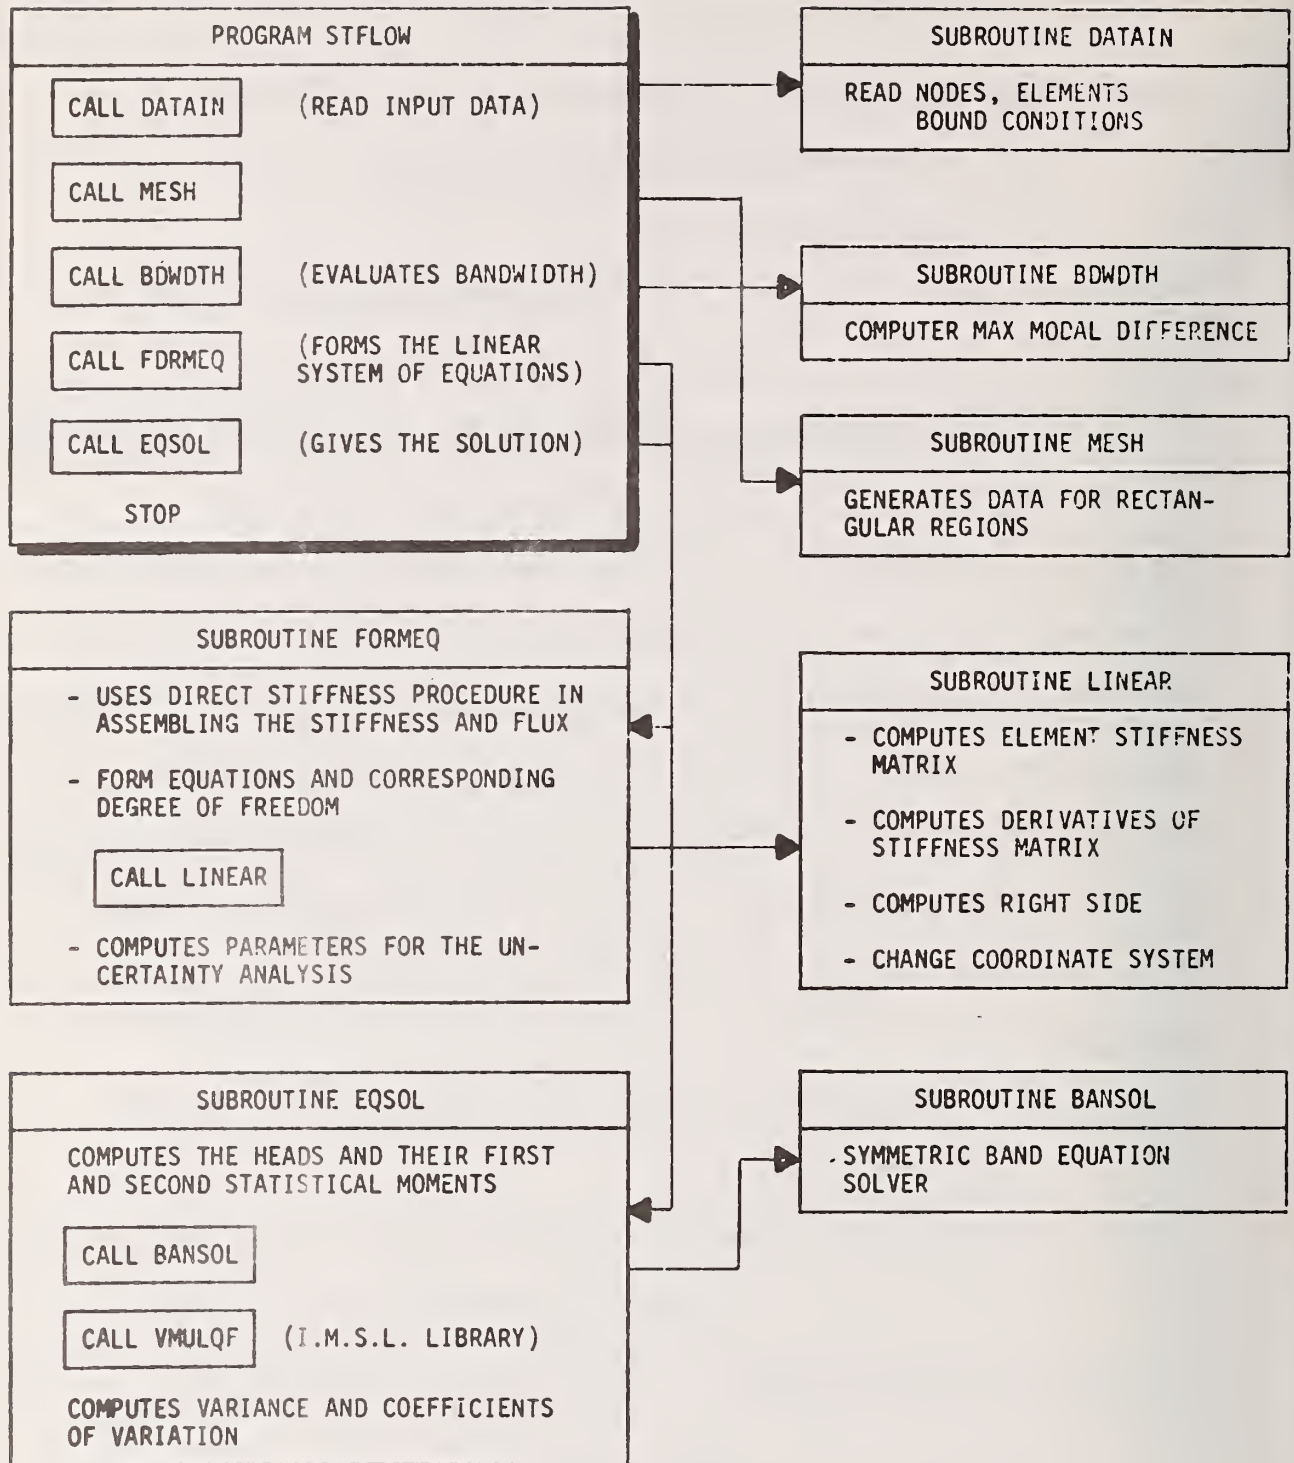 PROGRAM STFLOW
CALL DATAIN (READ INPUT DATA)
CALL MESH
CALL BDWDTH (EVALUATES BANDWIDTH)
CALL FORMEQ (FORMS THE LINEAR
SYSTEM OF EQUATIONS)
CALL EQSOL (GIVES THE SOLUTION)
STOP
SUBROUTINE DATAIN
READ NODES, ELEMENTS
BOUND CONDITIONS
SUBROUTINE BDWDTH
COMPUTER MAX MODAL DIFFERENCE
SUBROUTINE MESH
GENERATES DATA FOR RECTAN-
GULAR REGIONS
SUBROUTINE FORMEQ
- USES DIRECT STIFFNESS PROCEDURE IN
ASSEMBLING THE STIFFNESS AND FLUX
- FORM EQUATIONS AND CORRESPONDING
DEGREE OF FREEDOM
CALL LINEAR
- COMPUTES PARAMETERS FOR THE UN-
CERTAINTY ANALYSIS
SUBROUTINE LINEAR
- COMPUTES ELEMENT STIFFNESS
MATRIX
- COMPUTES DERIVATIVES OF
STIFFNESS MATRIX
- COMPUTES RIGHT SIDE
- CHANGE COORDINATE SYSTEM
SUBROUTINE EQSOL
COMPUTES THE HEADS AND THEIR FIRST
AND SECOND STATISTICAL MOMENTS
CALL BANSOL
CALL VMULQF (I.M.S.L. LIBRARY)
COMPUTES VARIANCE AND COEFFICIENTS
OF VARIATION
SUBROUTINE BANSOL
SYMMETRIC BAND EQUATION
SOLVER